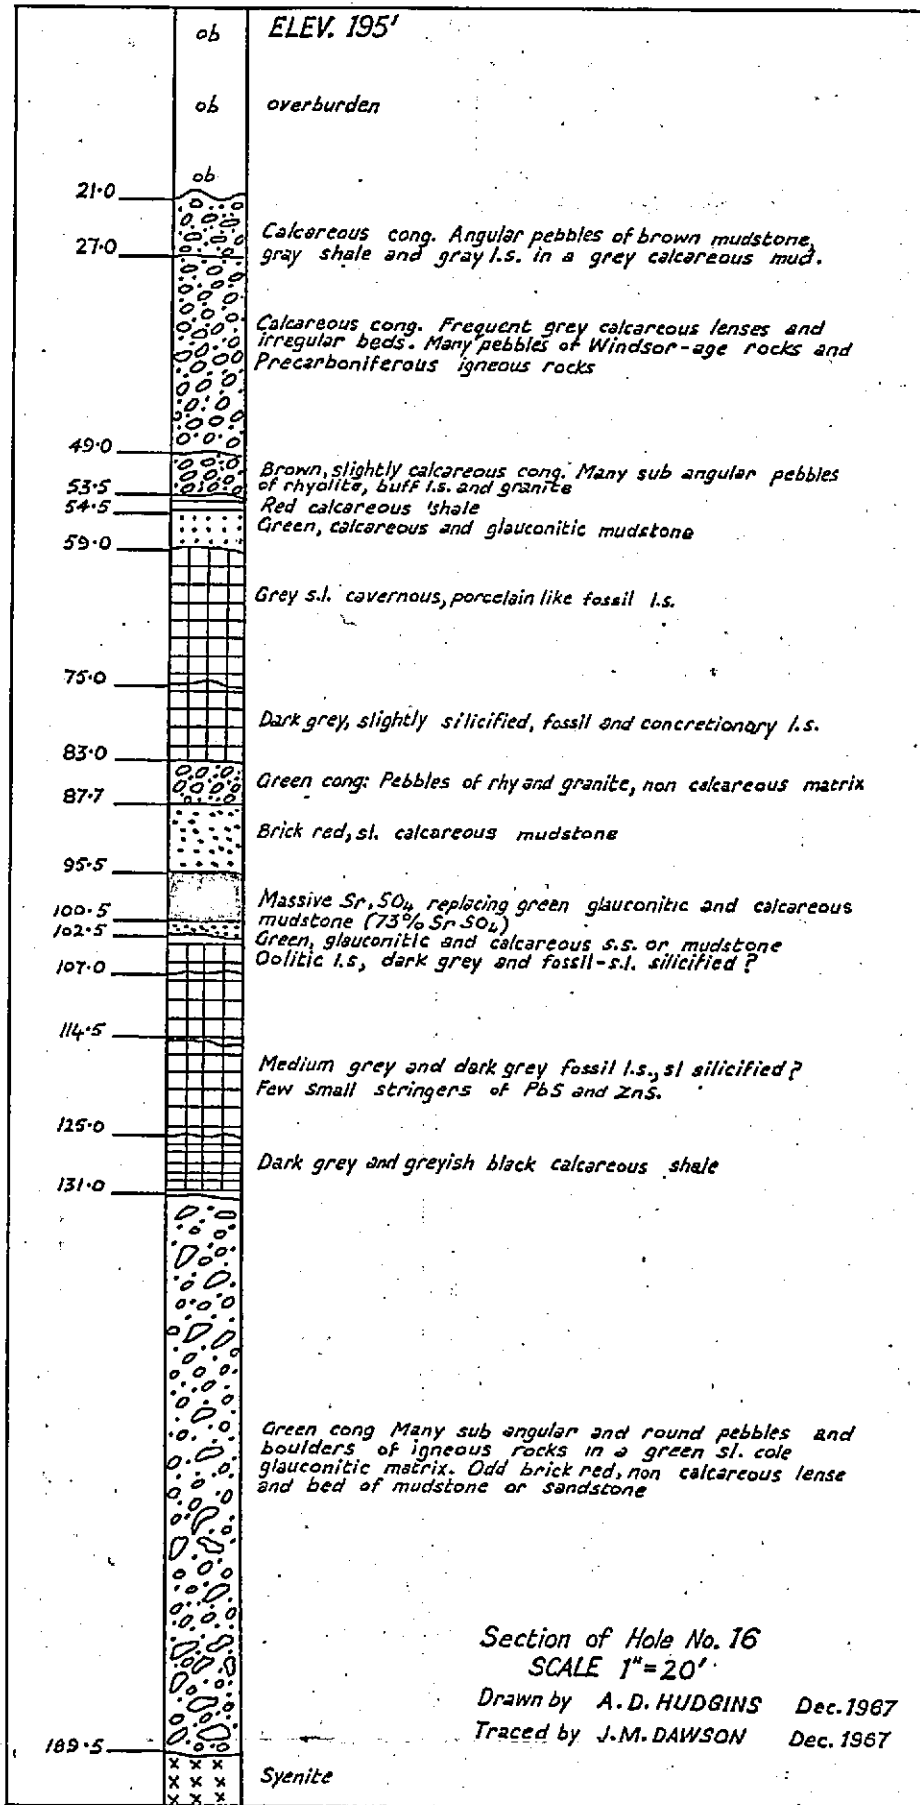 ob ELEV. 195'
ob overburden
ob
21.0
Calcareous cong. Angular pebbles of brown mudstone,
27.0
gray shale and gray l.s. in a grey calcareous mud.
Calcareous cong. Frequent grey calcareous lenses and
irregular beds. Many pebbles of Windsor-age rocks and
Precarboniferous igneous rocks
49.0
Brown, slightly calcareous cong. Many sub angular pebbles
53.5
of rhyolite, buff l.s. and granite
54.5
Red calcareous shale
Green, calcareous and glauconitic mudstone
59.0
Grey s.l. cavernous, porcelain like fossil l.s.
75.0
Dark grey, slightly silicified, fossil and concretionary l.s.
83.0
Green cong: Pebbles of rhy and granite, non calcareous matrix
87.7
Brick red, sl. calcareous mudstone
95.5
Massive Sr, SO4 replacing green glauconitic and calcareous
100.5
mudstone (73% Sr SO4)
102.5
Green, glauconitic and calcareous s.s. or mudstone
Oolitic l.s, dark grey and fossil-s.l. silicified ?
107.0
114.5
Medium grey and dark grey fossil l.s., sl silicified ?
Few small stringers of PbS and ZnS.
125.0
Dark grey and greyish black calcareous shale
131.0
Green cong Many sub angular and round pebbles and
boulders of igneous rocks in a green sl. cole
glauconitic matrix. Odd brick red, non calcareous lense
and bed of mudstone or sandstone
Section of Hole No. 16
SCALE 1"=20'
Drawn by A.D. HUDGINS Dec. 1967
Traced by J.M. DAWSON Dec. 1967
189.5
Syenite